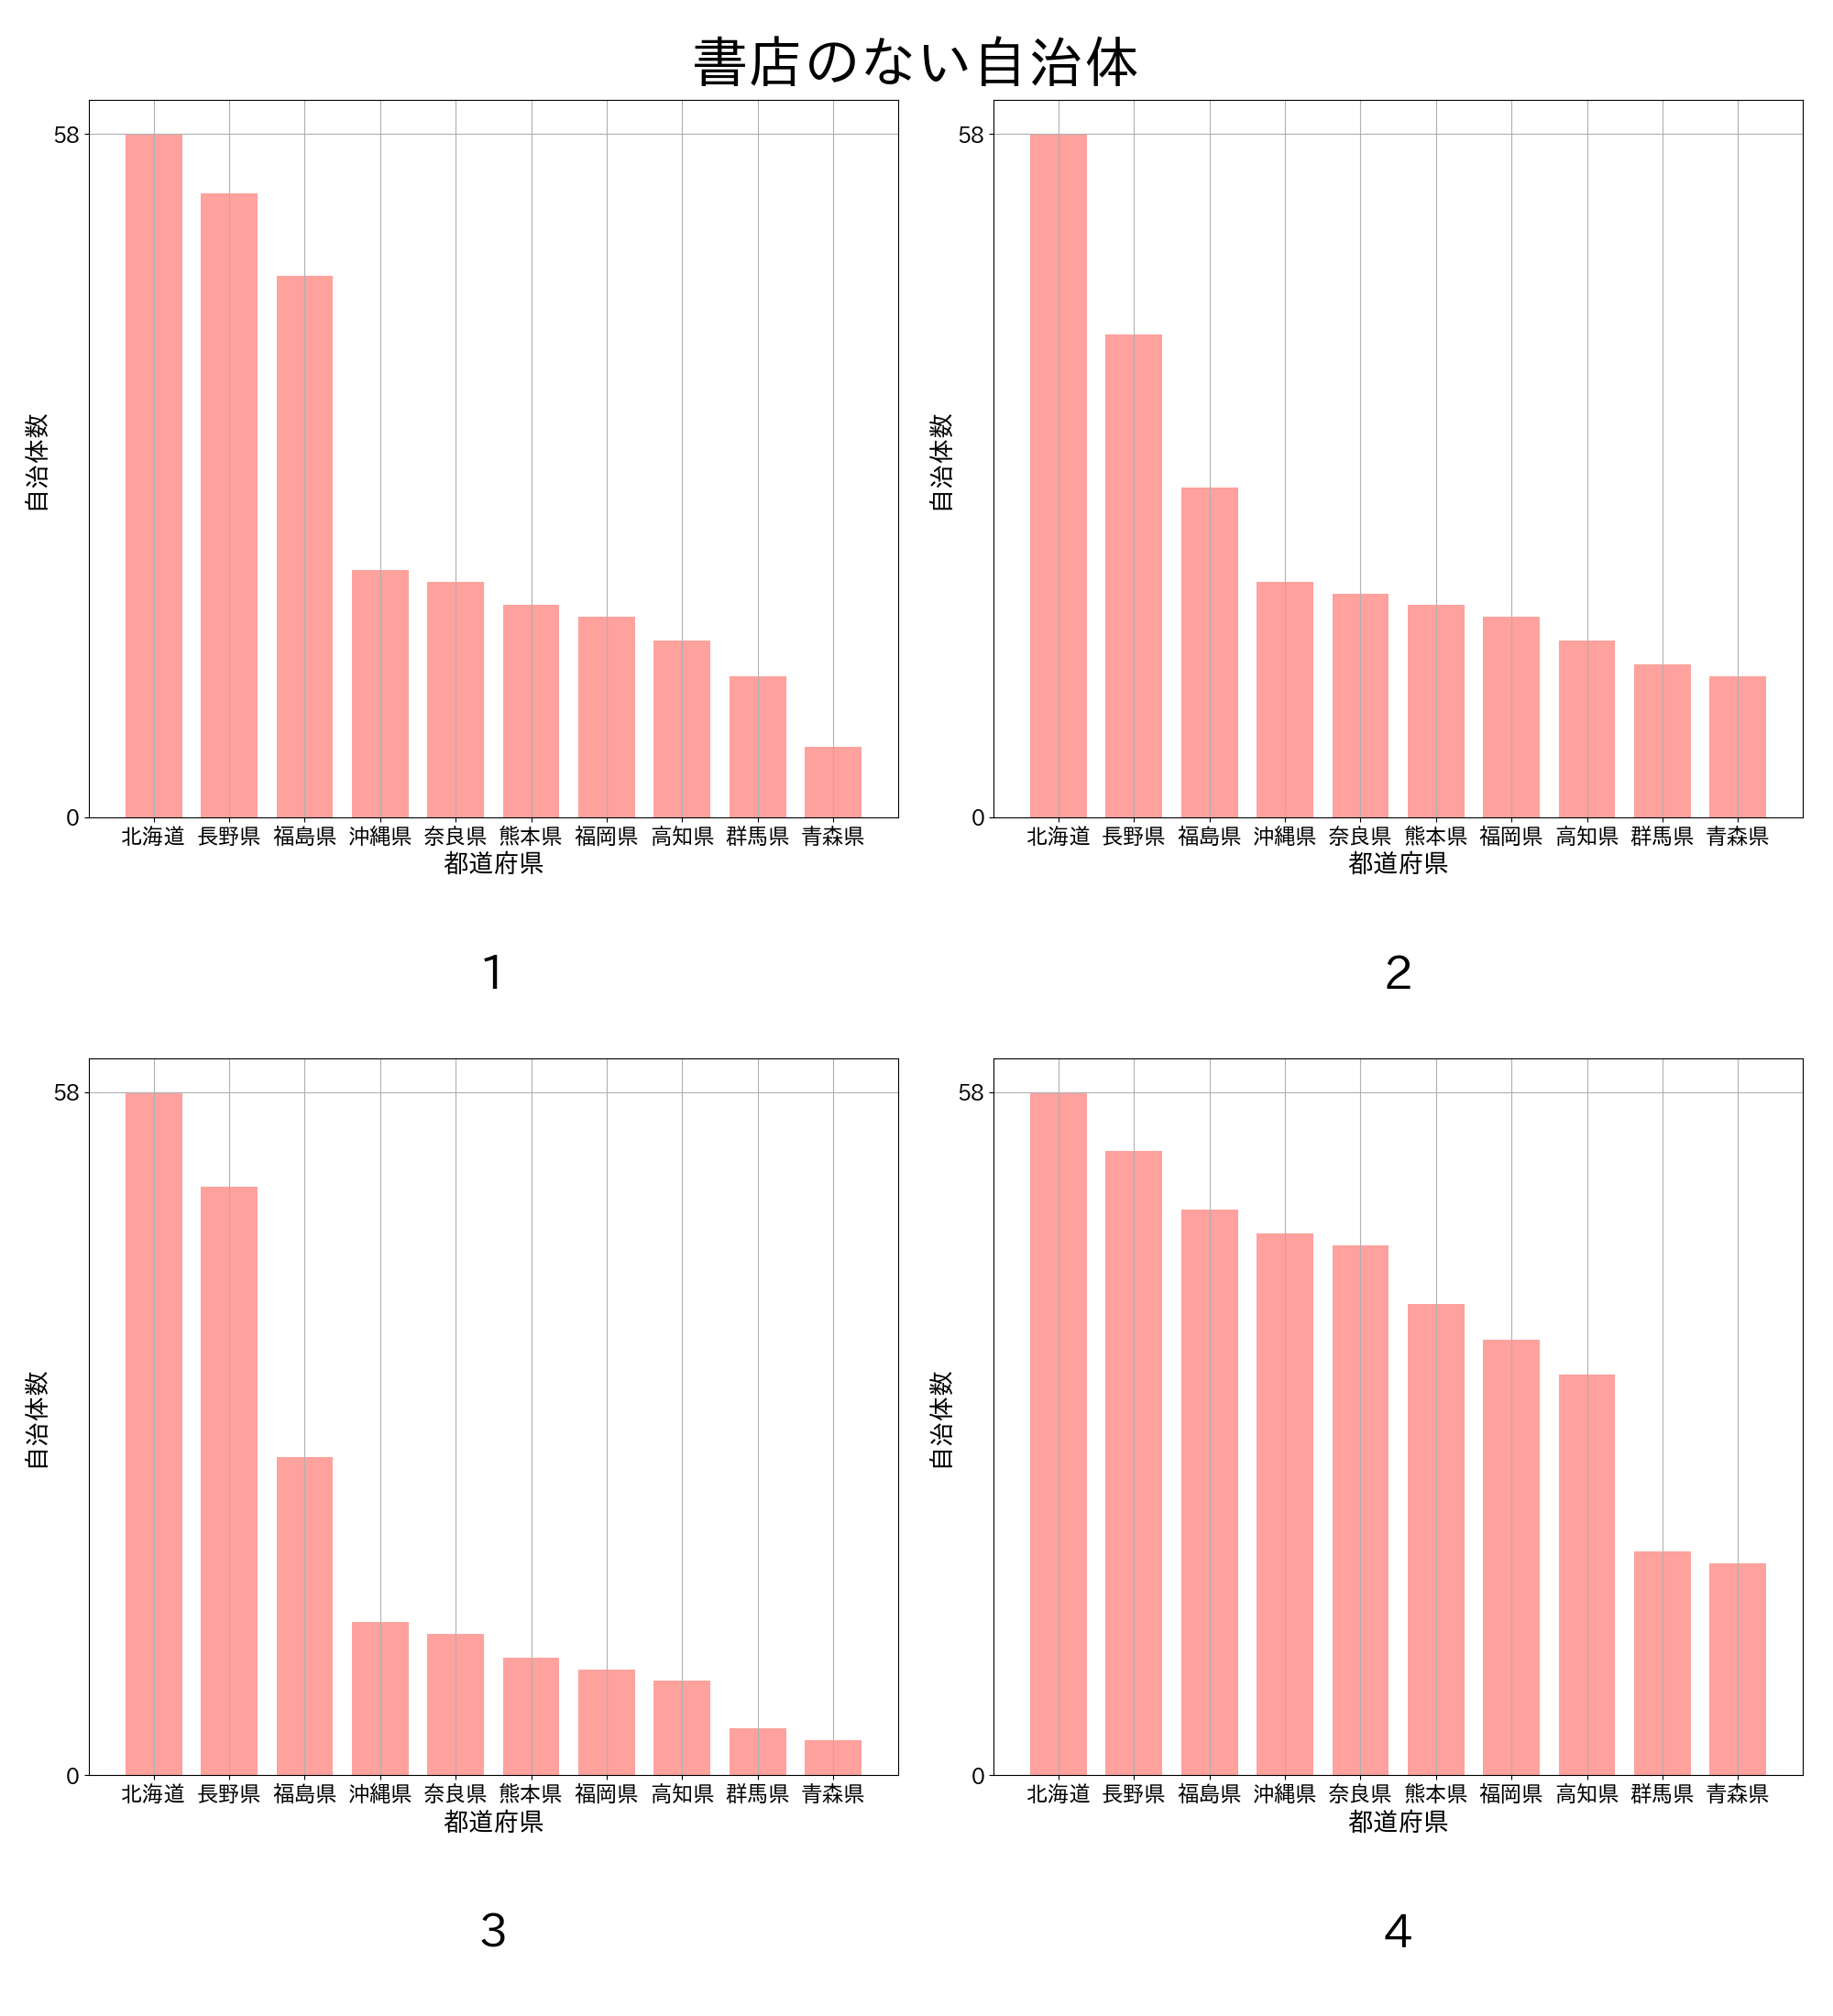 書店のない自治体
58
0
自治体数
北海道 長野県 福島県 沖縄県 奈良県 熊本県 福岡県 高知県 群馬県 青森県
都道府県
1
58
0
自治体数
北海道 長野県 福島県 沖縄県 奈良県 熊本県 福岡県 高知県 群馬県 青森県
都道府県
2
58
0
自治体数
北海道 長野県 福島県 沖縄県 奈良県 熊本県 福岡県 高知県 群馬県 青森県
都道府県
3
58
0
自治体数
北海道 長野県 福島県 沖縄県 奈良県 熊本県 福岡県 高知県 群馬県 青森県
都道府県
4